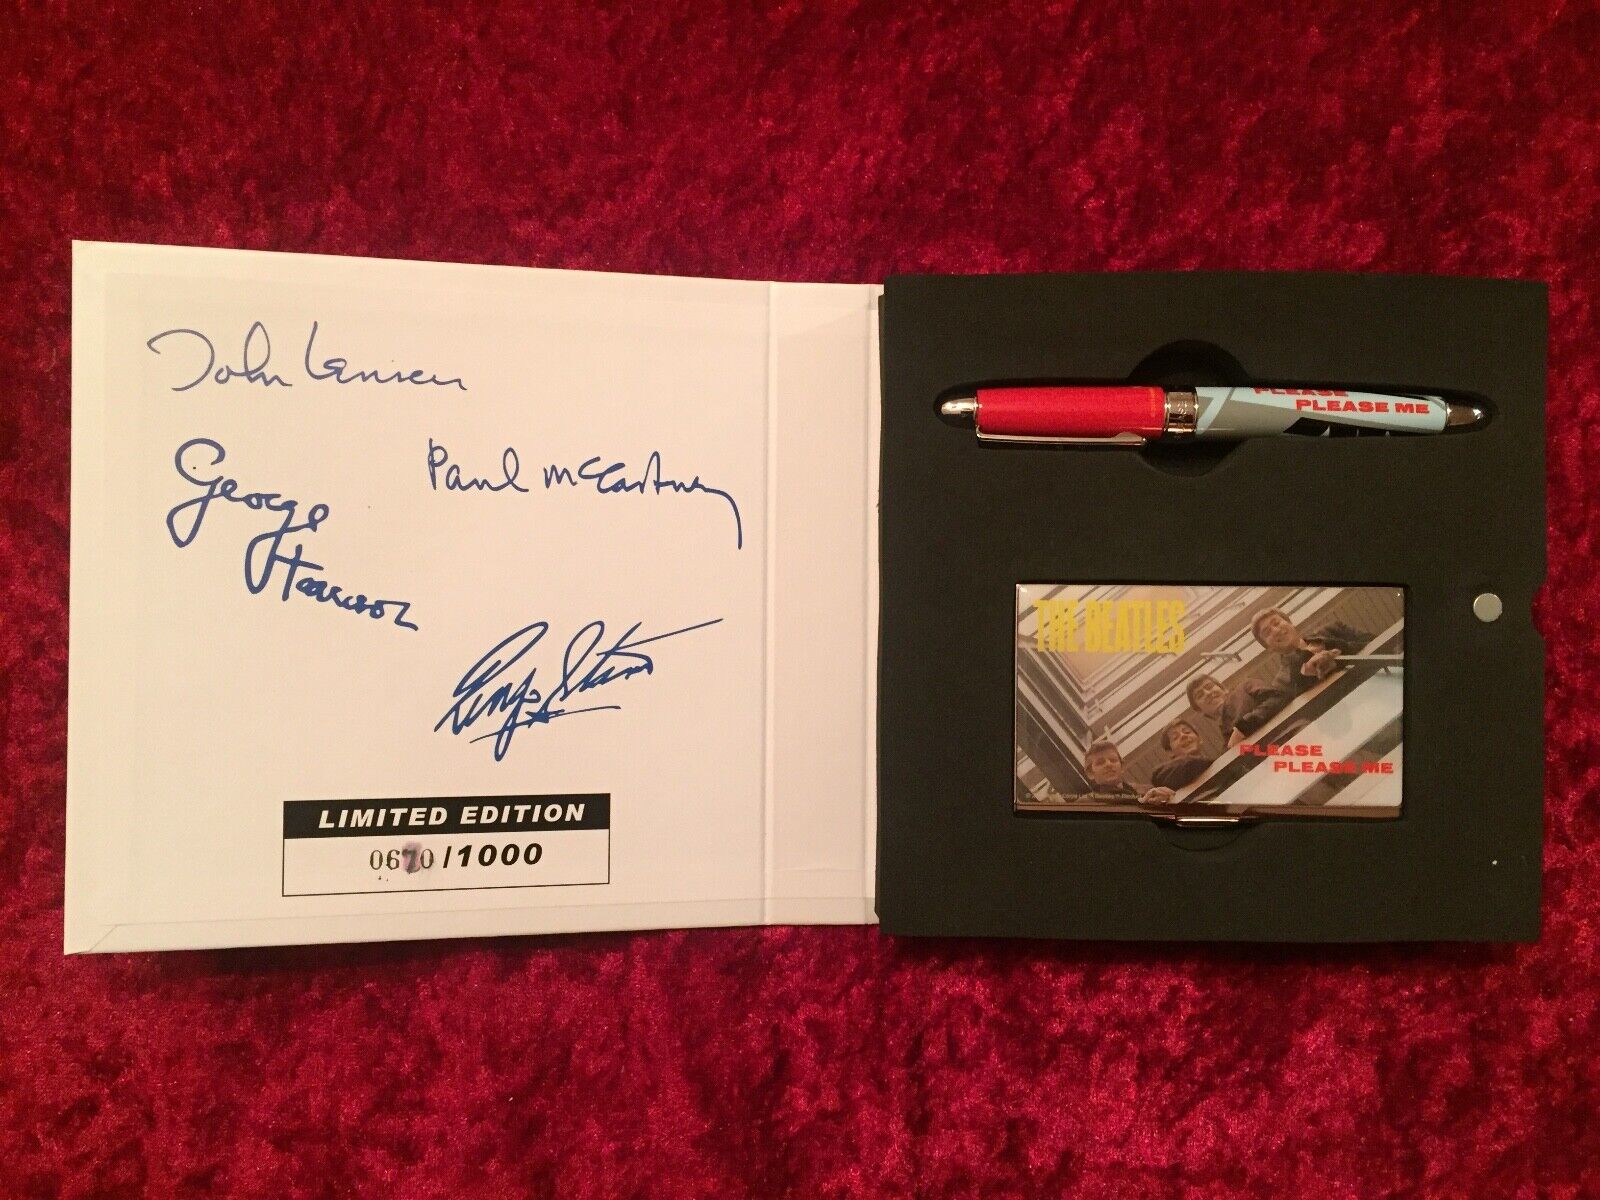 John Lennon
George
Harrison
Paul McCartney
Ringo Starr
LIMITED EDITION
0670 /1000
PLEASE
PLEASE ME
THE BEATLES
PLEASE
PLEASE ME